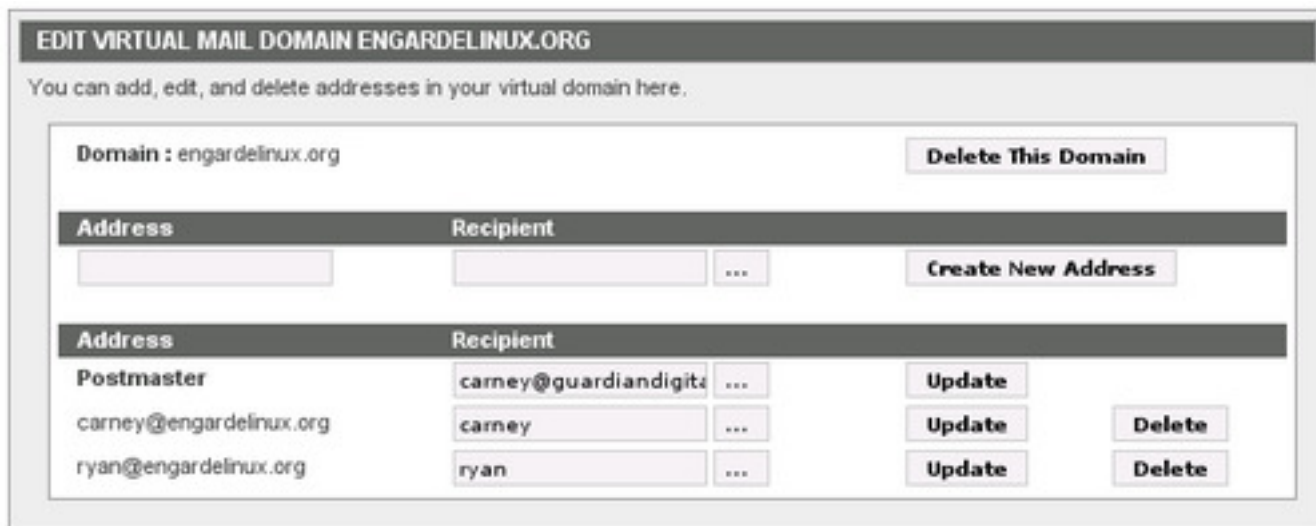 EDIT VIRTUAL MAIL DOMAIN ENGARDELINUX.ORG
You can add, edit, and delete addresses in your virtual domain here.
Domain : engardelinux.org Delete This Domain
Address Recipient
... Create New Address
Address Recipient
Postmaster carney@guardiandigita ... Update
carney@engardelinux.org carney ... Update Delete
ryan@engardelinux.org ryan ... Update Delete